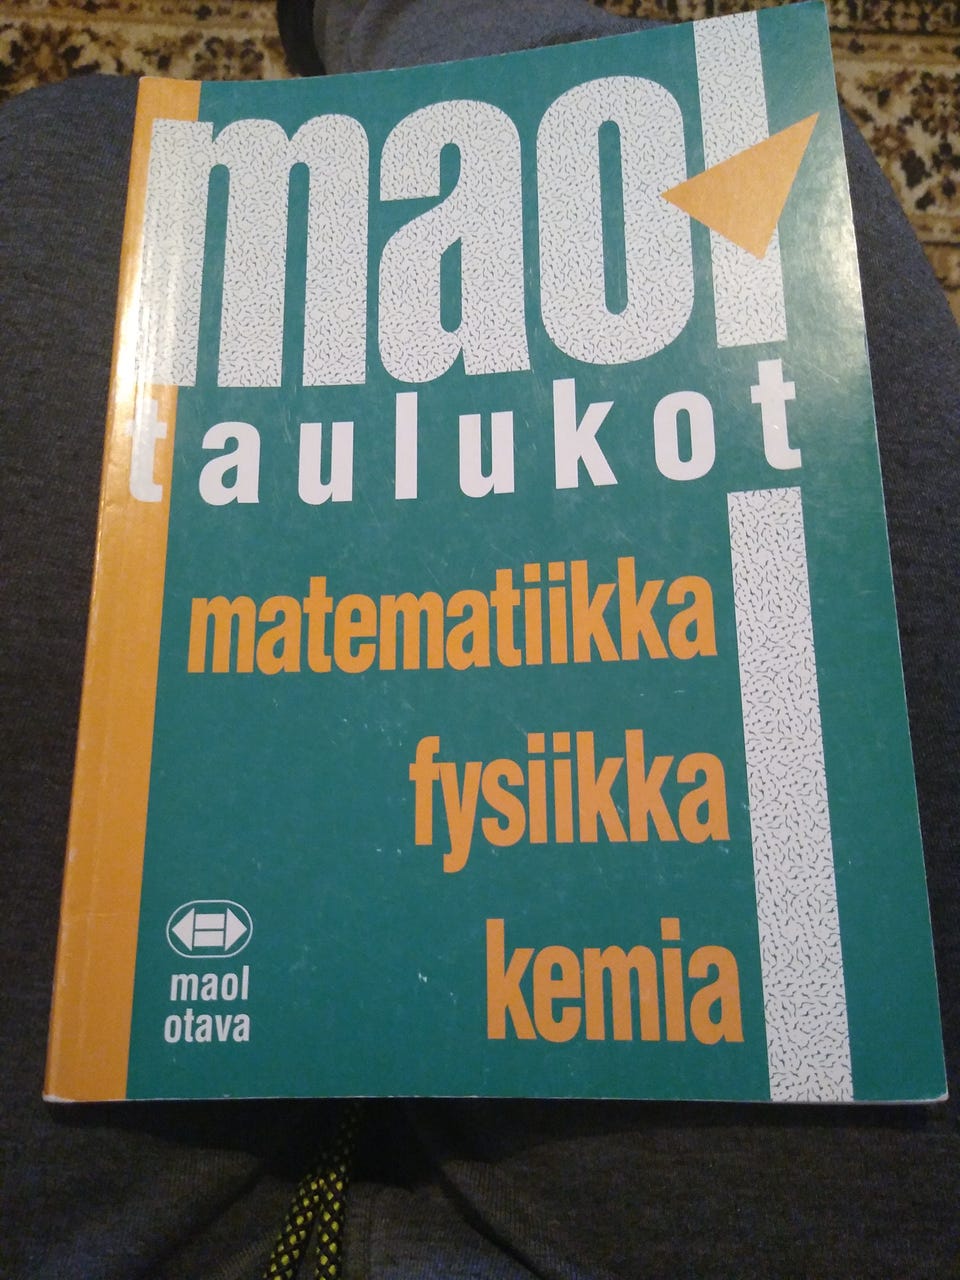 maol
taulukot
matematiikka
fysiikka
kemia
maol
otava